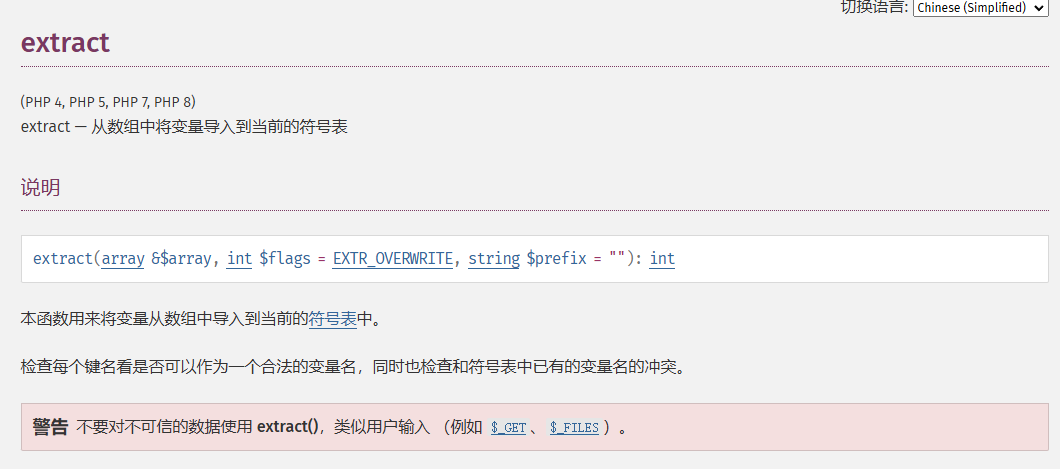 切换语言: Chinese (Simplified)
extract
(PHP 4, PHP 5, PHP 7, PHP 8)
extract — 从数组中将变量导入到当前的符号表
说明
extract(array &$array, int $flags = EXTR_OVERWRITE, string $prefix = ""): int
本函数用来将变量从数组中导入到当前的符号表中。
检查每个键名看是否可以作为一个合法的变量名，同时也检查和符号表中已有的变量名的冲突。
警告 不要对不可信的数据使用 extract()，类似用户输入 （例如 $_GET 、 $_FILES ）。